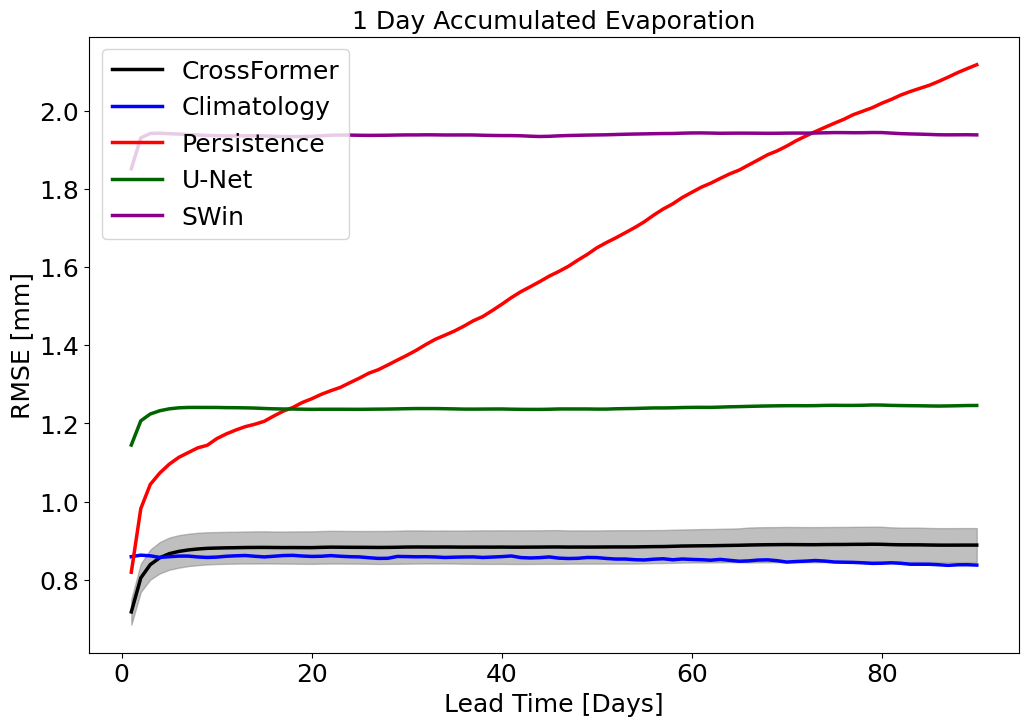 1 Day Accumulated Evaporation
CrossFormer
Climatology
Persistence
U-Net
SWin
RMSE [mm]
2.0
1.8
1.6
1.4
1.2
1.0
0.8
0 20 40 60 80
Lead Time [Days]